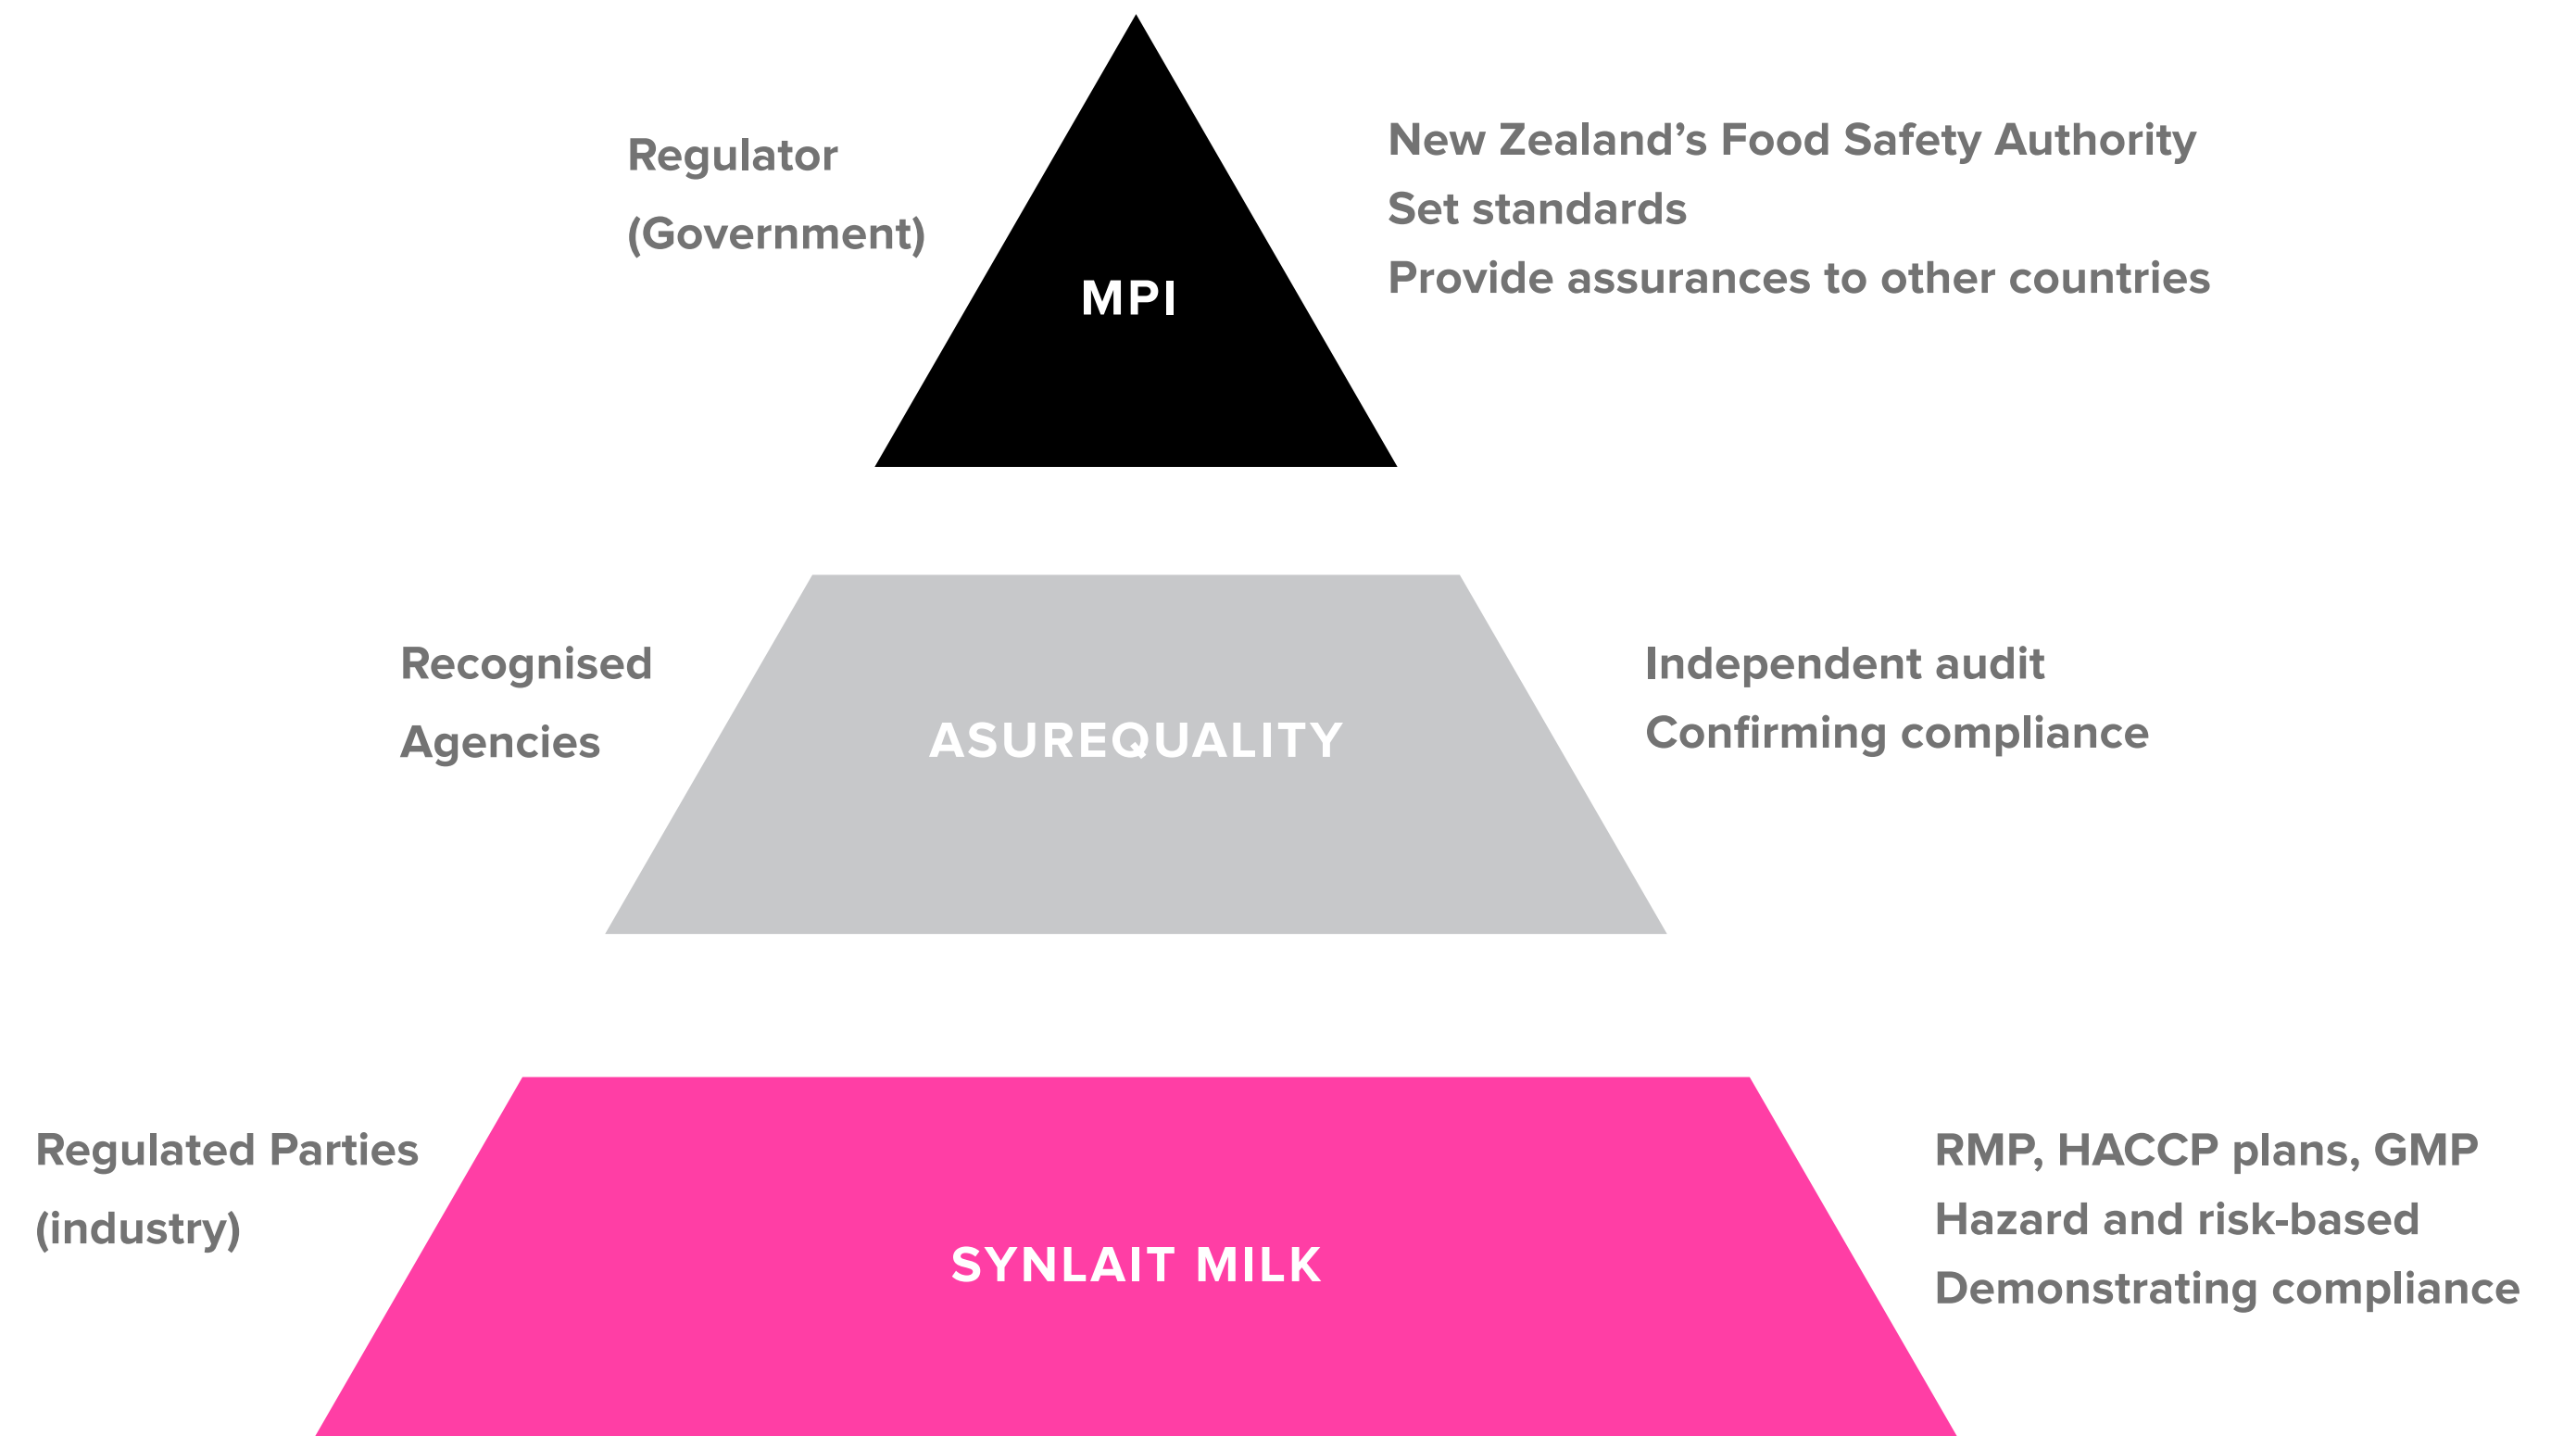 Regulator
(Government)
MPI
New Zealand’s Food Safety Authority
Set standards
Provide assurances to other countries
Recognised
Agencies
ASUREQUALITY
Independent audit
Confirming compliance
Regulated Parties
(industry)
SYNLAIT MILK
RMP, HACCP plans, GMP
Hazard and risk-based
Demonstrating compliance